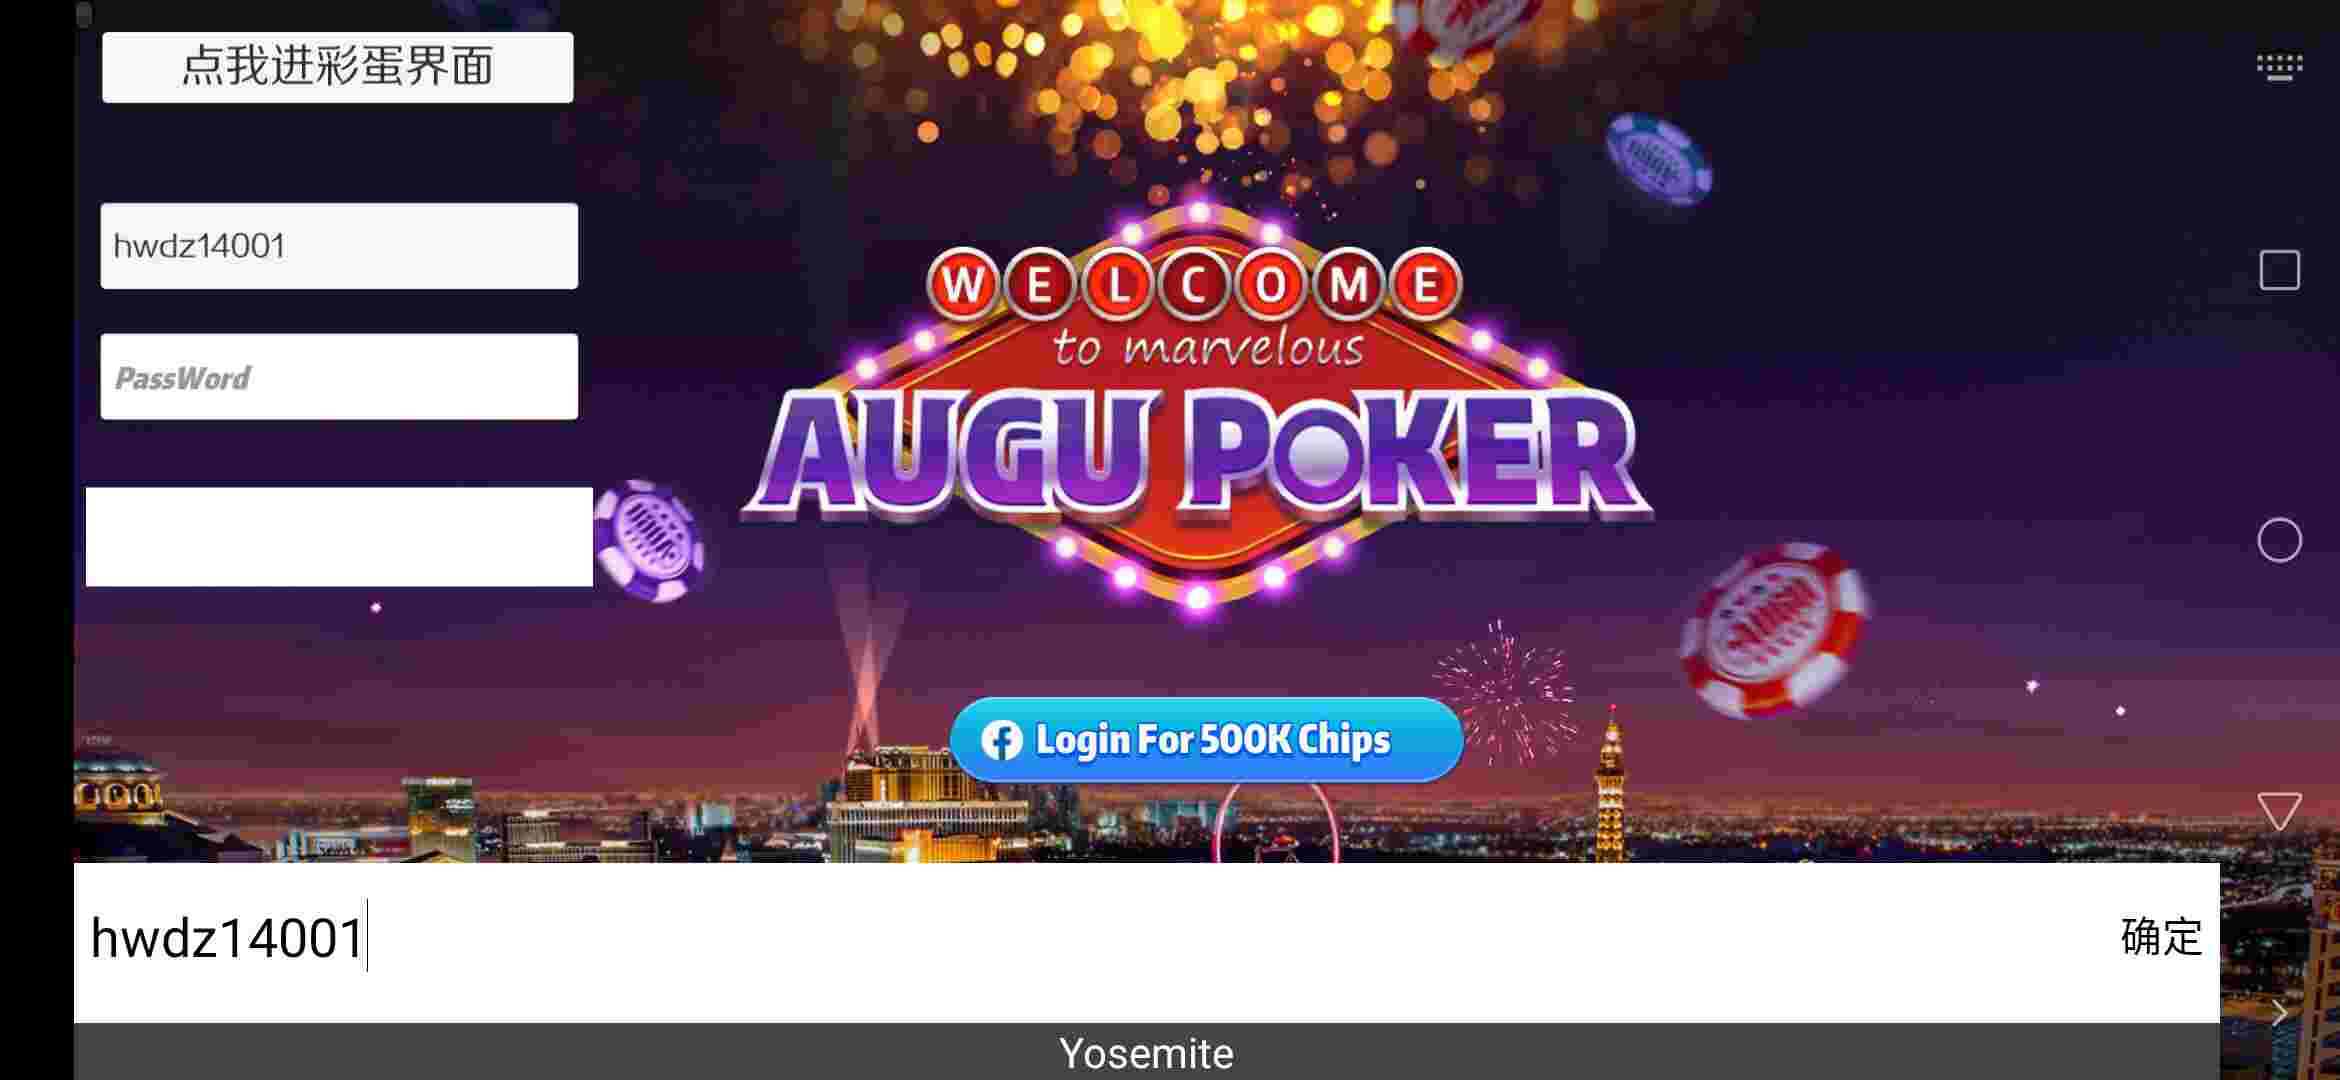 点我进彩蛋界面
hwdz14001
PassWord
WELCOME
to marvelous
AUGU POKER
Login For 500K Chips
hwdz14001
确定
Yosemite